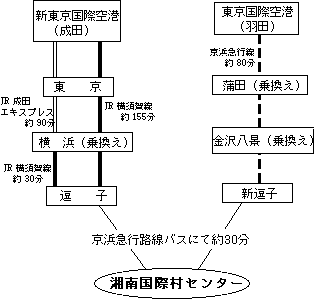 新東京国際空港
（成田）
東京国際空港
（羽田）
京浜急行線
約80分
東　京
蒲田（乗換え）
JR 成田
エキスプレス
約90分
JR 横須賀線
約 155分
横　浜（乗換え）
金沢八景（乗換え）
JR 横須賀線
約 30分
逗　子
新逗子
京浜急行路線バスにて約30分
湘南国際村センター